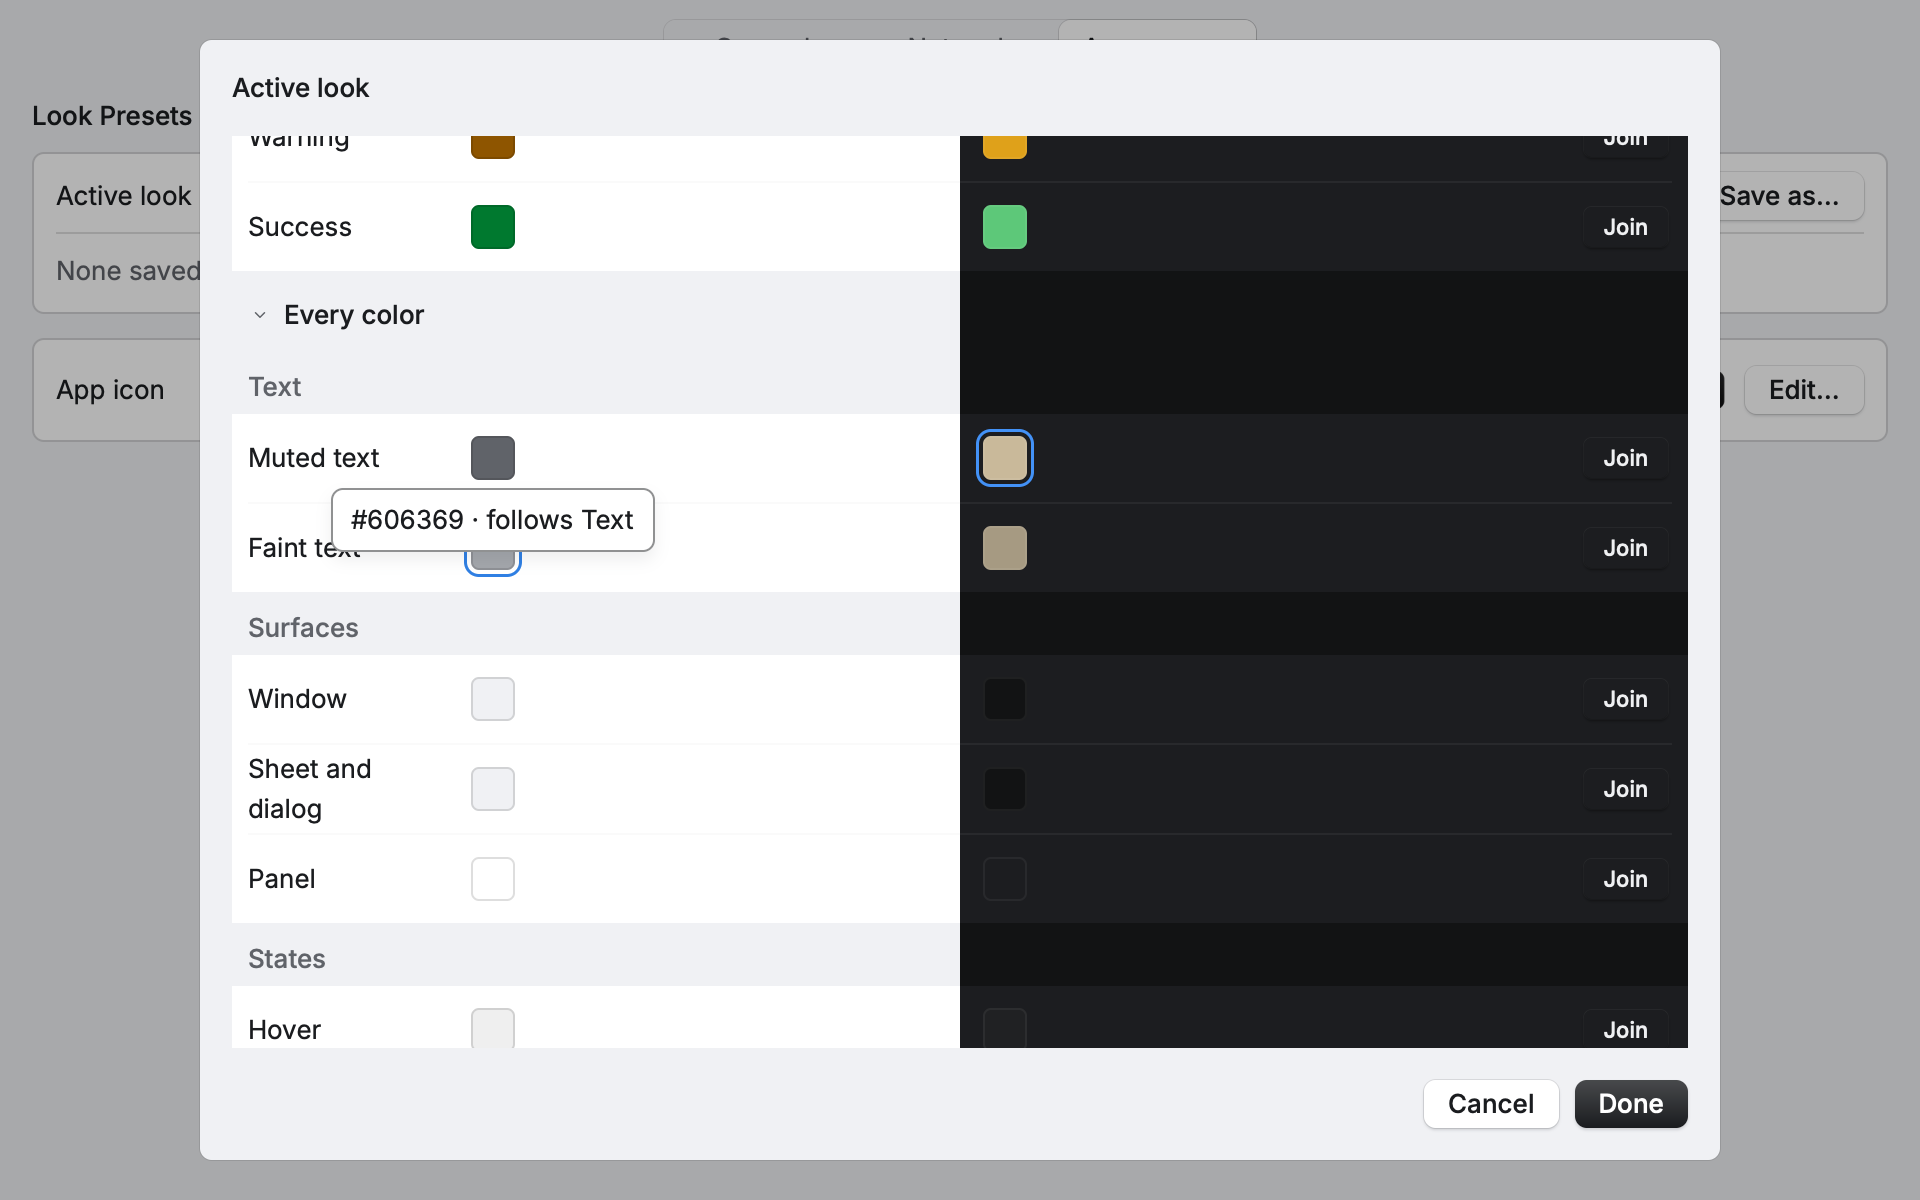 Active look
Look Presets
Warning
Join
Active look
Save as...
Success
Join
None saved
Every color
Text
App icon
Edit...
Muted text
Join
#606369 · follows Text
Faint text
Join
Surfaces
Window
Join
Sheet and
dialog
Join
Panel
Join
States
Hover
Join
Cancel
Done